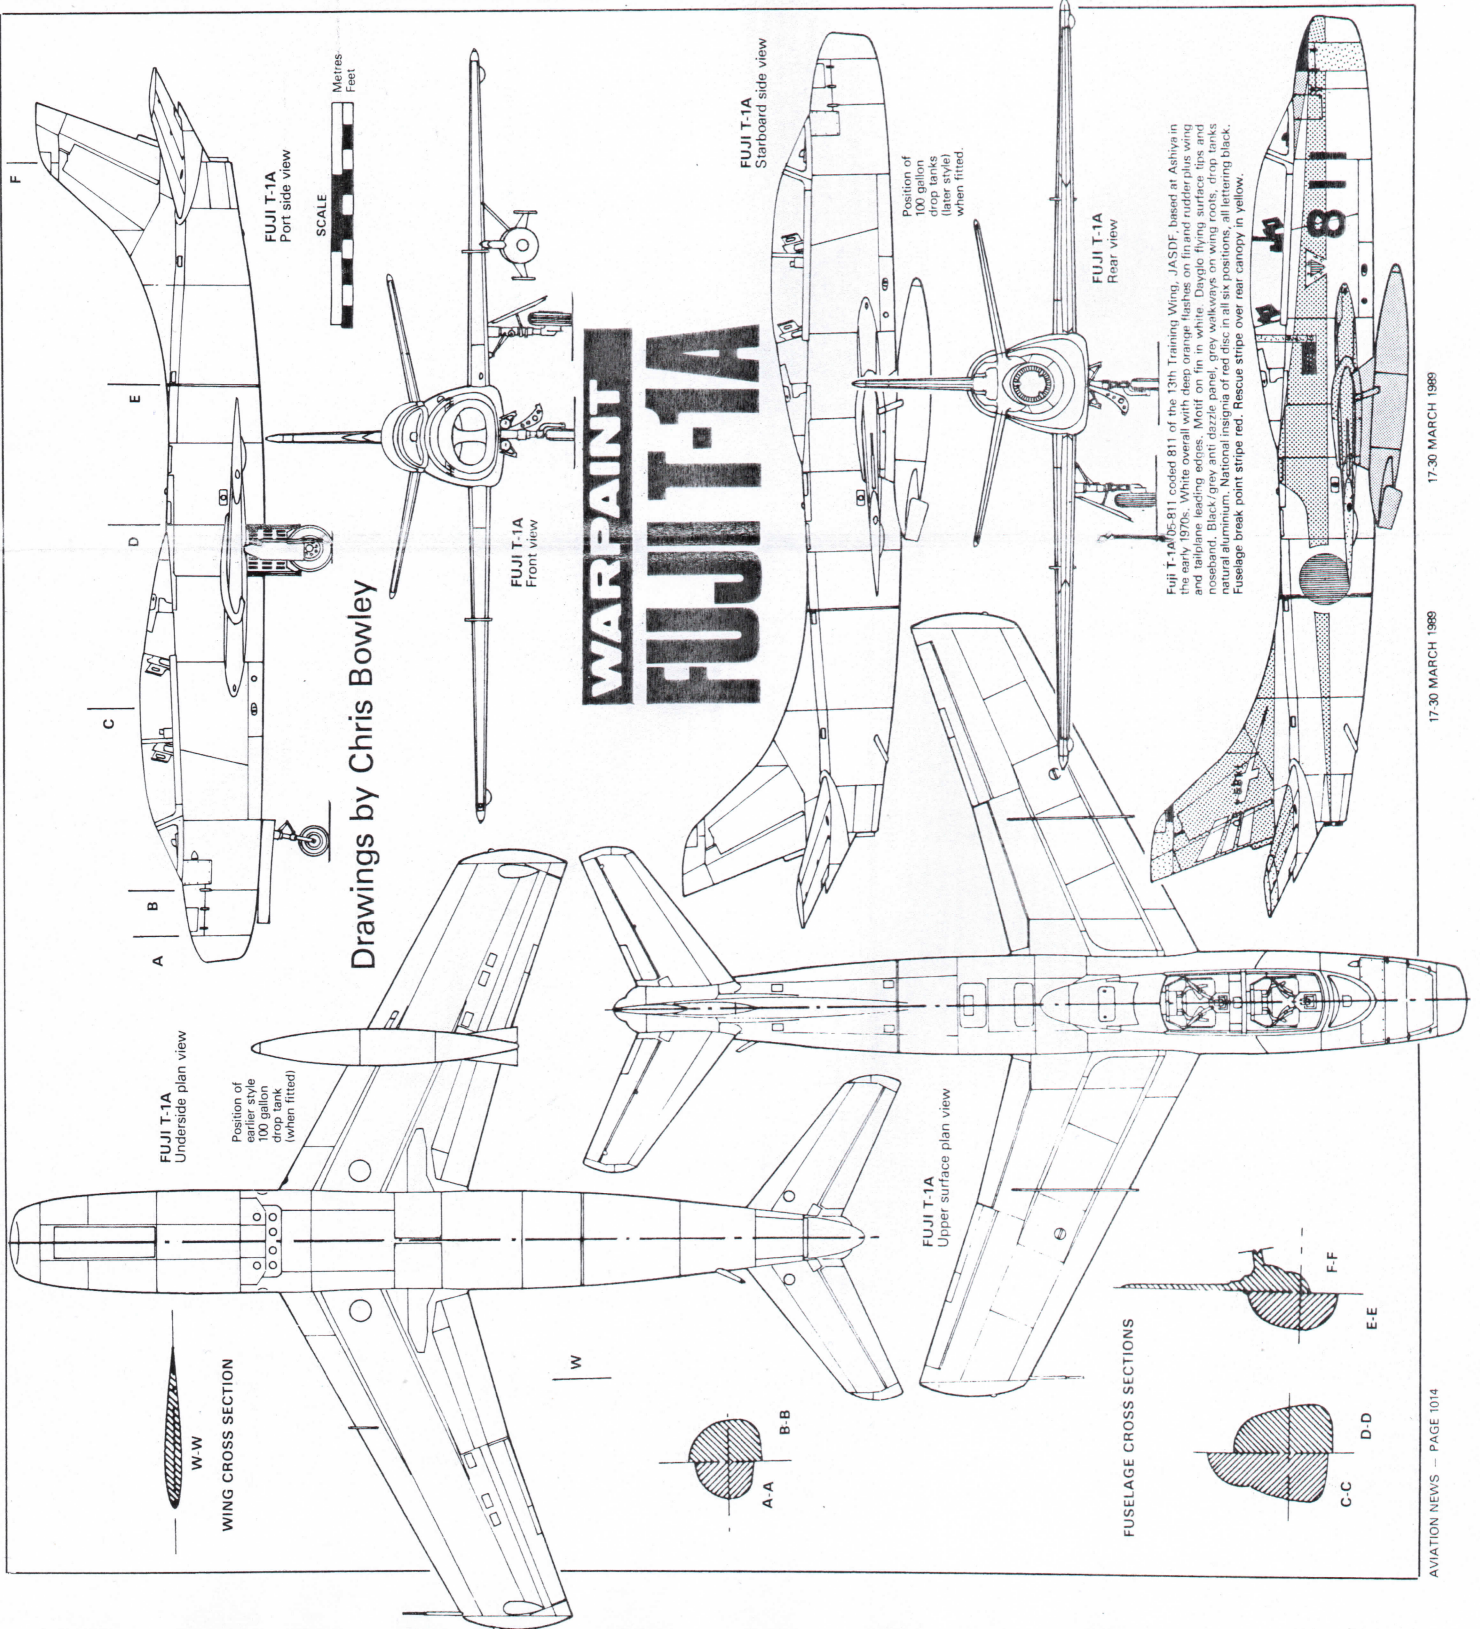 WARPAINT
FUJI T-1A
Drawings by Chris Bowley
FUJI T-1A
Port side view
SCALE
Metres
Feet
A
B
C
D
E
F
FUJI T-1A
Front view
FUJI T-1A
Starboard side view
Position of
100 gallon
drop tanks
(later style)
when fitted.
FUJI T-1A
Rear view
Fuji T-1A 05-811 coded 811 of the 13th Training Wing, JASDF, based at Ashiya in
the early 1970s. White overall with deep orange flashes on fin and rudder plus wing
and tailplane leading edges. Motif on fin in white. Dayglo flying surface tips and
noseband. Black/grey anti dazzle panel, grey walkways on wing roots, drop tanks
natural aluminium. National insignia of red disc in all six positions, all lettering black.
Fuselage break point stripe red. Rescue stripe over rear canopy in yellow.
811
FUJI T-1A
Underside plan view
Position of
earlier style
100 gallon
drop tank
(when fitted)
FUJI T-1A
Upper surface plan view
W-W
WING CROSS SECTION
W
A-A
B-B
FUSELAGE CROSS SECTIONS
C-C
D-D
E-E
F-F
AVIATION NEWS — PAGE 1014
17-30 MARCH 1989
17-30 MARCH 1989